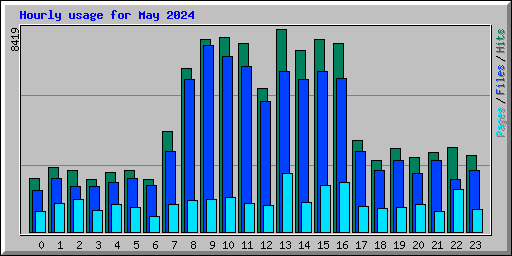 Hourly usage for May 2024
8419
Pages / Files / Hits
0 1 2 3 4 5 6 7 8 9 10 11 12 13 14 15 16 17 18 19 20 21 22 23